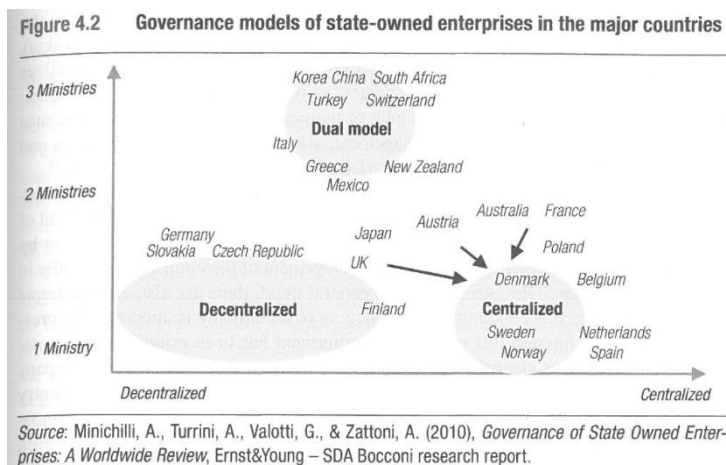 Figure 4.2 Governance models of state-owned enterprises in the major countries
3 Ministries
Korea China South Africa
Turkey Switzerland
Dual model
Italy
Greece New Zealand
Mexico
2 Ministries
Australia France
Austria
Germany
Japan
Slovakia Czech Republic
Poland
UK
Denmark Belgium
Decentralized
Finland
Centralized
Sweden Netherlands
1 Ministry
Norway Spain
Decentralized Centralized
Source: Minichilli, A., Turrini, A., Valotti, G., & Zattoni, A. (2010), Governance of State Owned Enter-
prises: A Worldwide Review, Ernst&Young – SDA Bocconi research report.